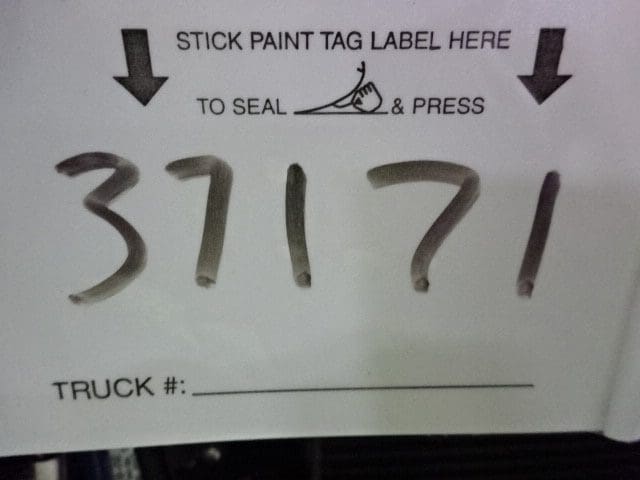 STICK PAINT TAG LABEL HERE
TO SEAL & PRESS
37171
TRUCK #: